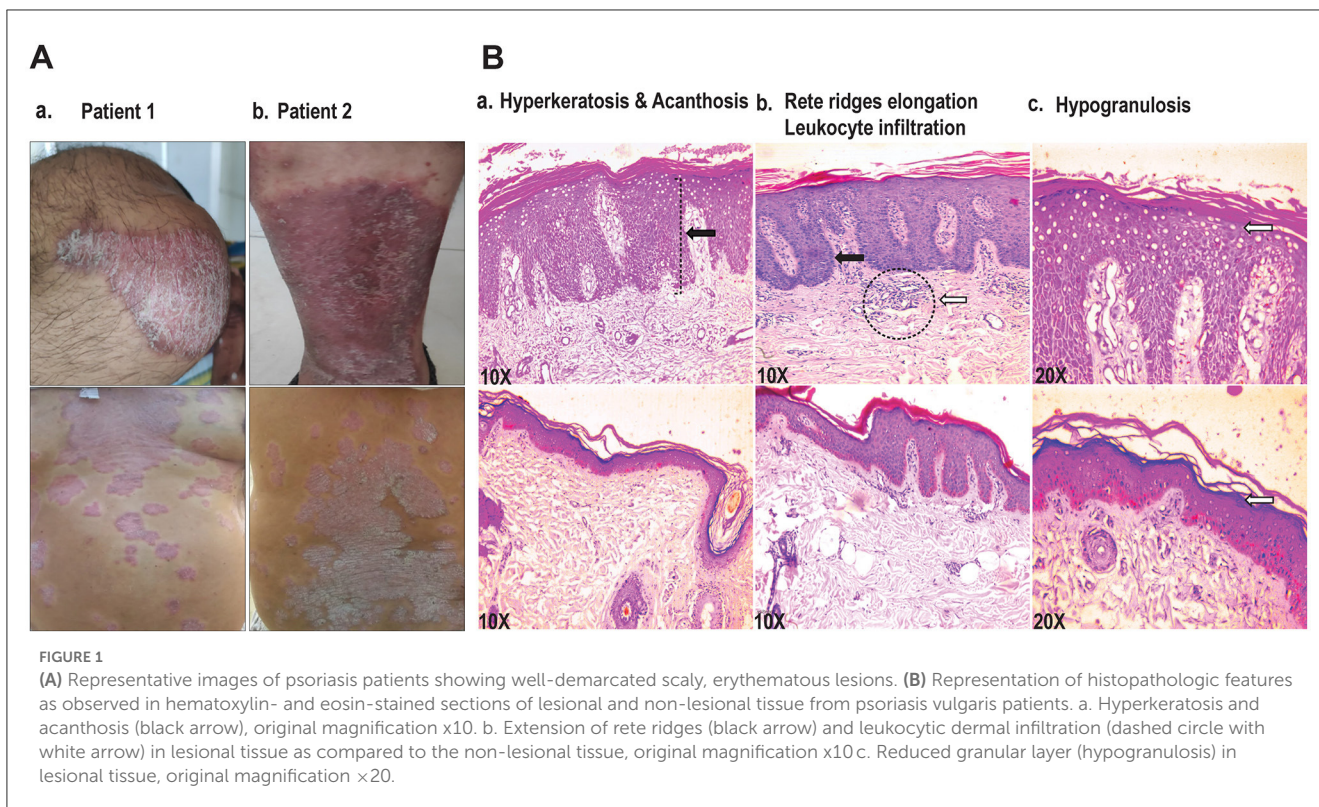 A
B
a. Patient 1
b. Patient 2
a. Hyperkeratosis & Acanthosis
b. Rete ridges elongation
Leukocyte infiltration
c. Hypogranulosis
10X
10X
20X
10X
10X
20X
FIGURE 1
(A) Representative images of psoriasis patients showing well-demarcated scaly, erythematous lesions. (B) Representation of histopathologic features
as observed in hematoxylin- and eosin-stained sections of lesional and non-lesional tissue from psoriasis vulgaris patients. a. Hyperkeratosis and
acanthosis (black arrow), original magnification x10. b. Extension of rete ridges (black arrow) and leukocytic dermal infiltration (dashed circle with
white arrow) in lesional tissue as compared to the non-lesional tissue, original magnification x10 c. Reduced granular layer (hypogranulosis) in
lesional tissue, original magnification ×20.